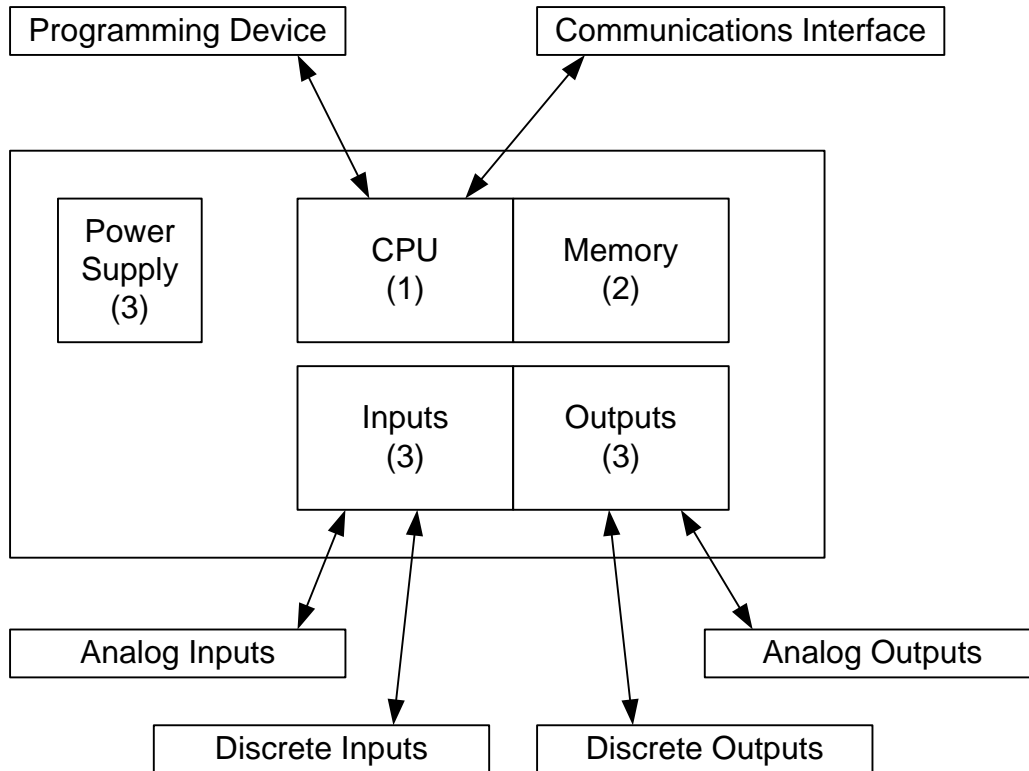 Programming Device
Communications Interface
Power
Supply
(3)
CPU
(1)
Memory
(2)
Inputs
(3)
Outputs
(3)
Analog Inputs
Analog Outputs
Discrete Inputs
Discrete Outputs